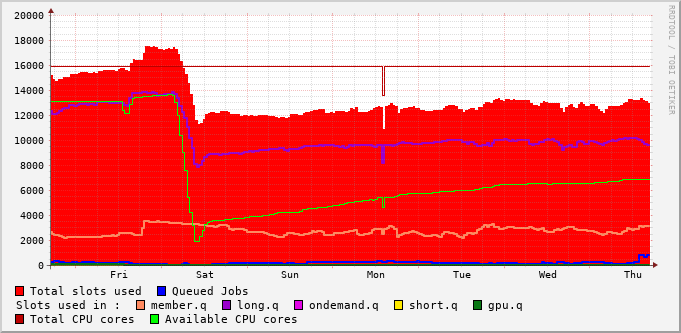 RRDTOOL / TOBI OETIKER
20000
18000
16000
14000
12000
10000
8000
6000
4000
2000
0
Fri Sat Sun Mon Tue Wed Thu
Total slots used Queued Jobs
Slots used in : member.q long.q ondemand.q short.q gpu.q
Total CPU cores Available CPU cores